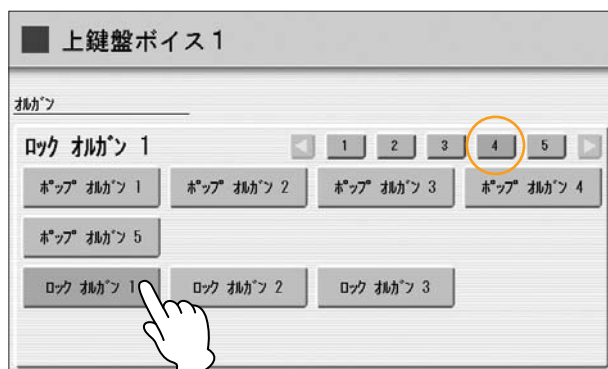 上鍵盤ボイス1
オルガン
ロック オルガン 1
1 2 3 4 5
ポップ オルガン 1 ポップ オルガン 2 ポップ オルガン 3 ポップ オルガン 4
ポップ オルガン 5
ロック オルガン 1 ロック オルガン 2 ロック オルガン 3